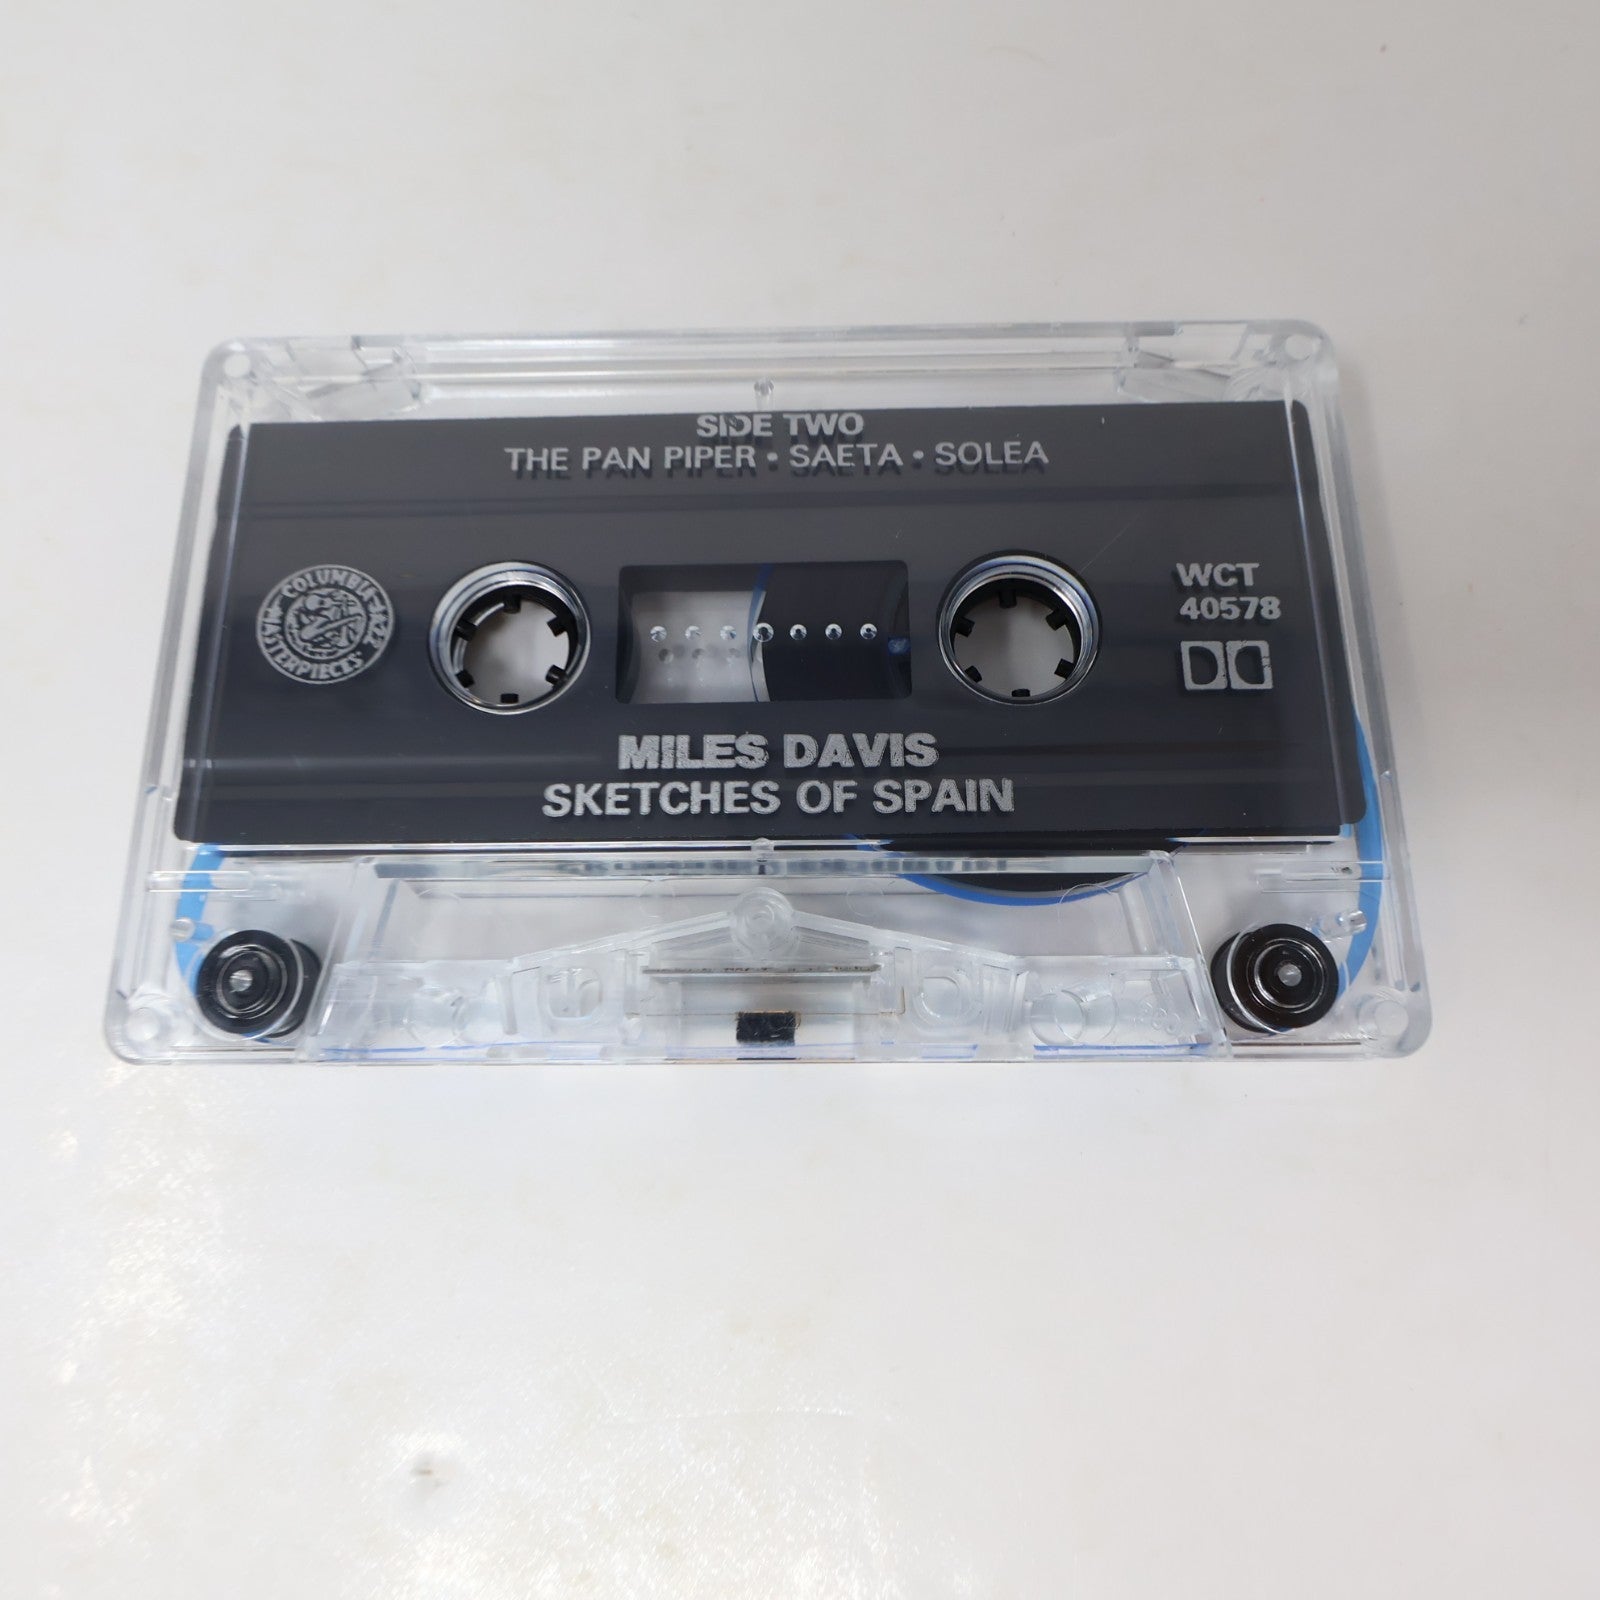 SIDE TWO
THE PAN PIPER • SAETA • SOLEA
COLUMBIA JAZZ MASTERPIECES
WCT
40578
MILES DAVIS
SKETCHES OF SPAIN